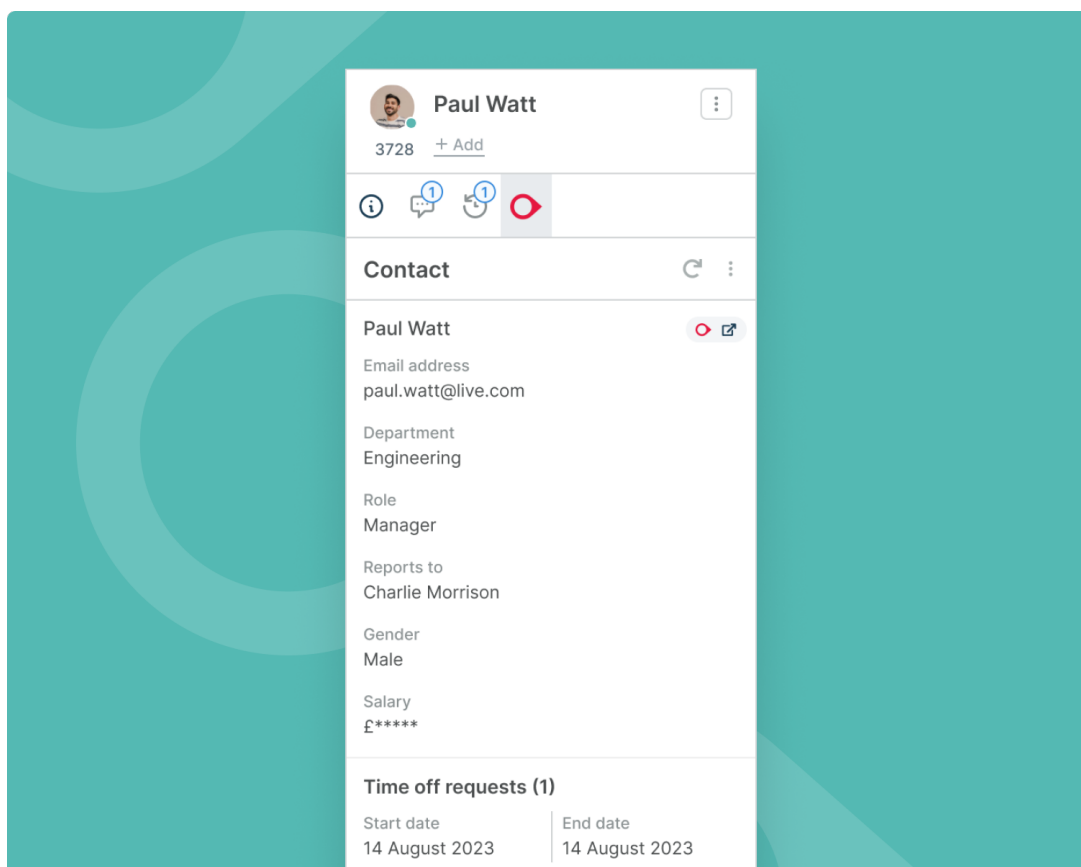 Paul Watt
3728
+ Add
1
1
Contact
Paul Watt
Email address
paul.watt@live.com
Department
Engineering
Role
Manager
Reports to
Charlie Morrison
Gender
Male
Salary
£*****
Time off requests (1)
Start date End date
14 August 2023 14 August 2023